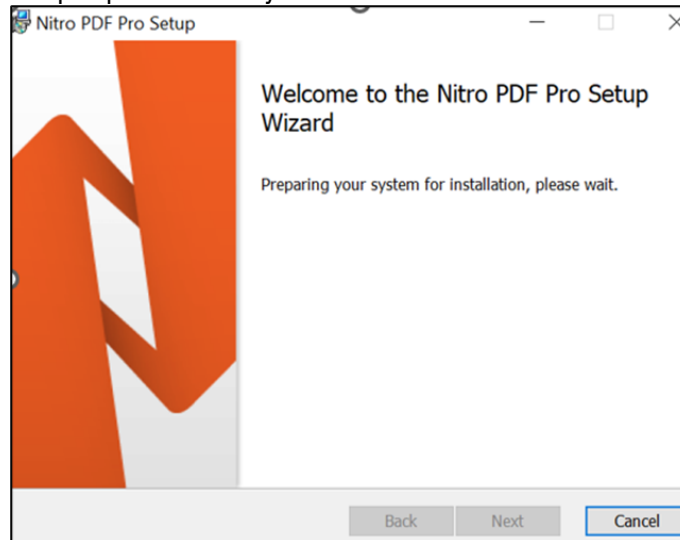 Nitro PDF Pro Setup
Welcome to the Nitro PDF Pro Setup
Wizard
Preparing your system for installation, please wait.
Back
Next
Cancel